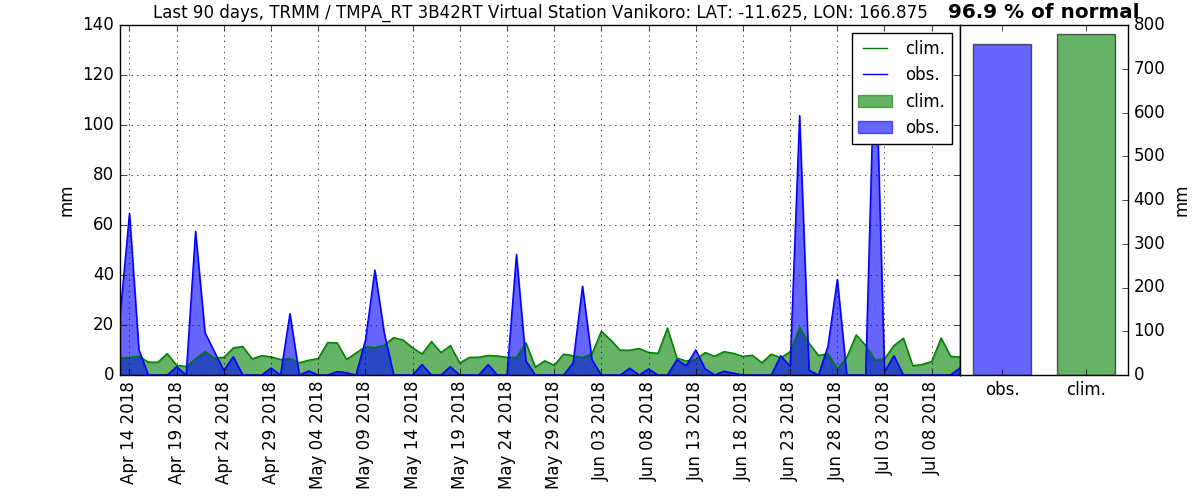 Last 90 days, TRMM / TMPA_RT 3B42RT Virtual Station Vanikoro: LAT: -11.625, LON: 166.875
96.9 % of normal
140
120
100
80
60
40
20
0
mm
clim.
obs.
clim.
obs.
800
700
600
500
400
300
200
100
0
mm
Apr 14 2018
Apr 19 2018
Apr 24 2018
Apr 29 2018
May 04 2018
May 09 2018
May 14 2018
May 19 2018
May 24 2018
May 29 2018
Jun 03 2018
Jun 08 2018
Jun 13 2018
Jun 18 2018
Jun 23 2018
Jun 28 2018
Jul 03 2018
Jul 08 2018
obs.
clim.